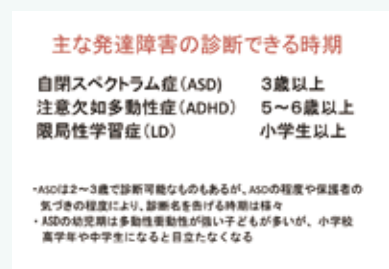 主な発達障害の診断できる時期
自閉スペクトラム症(ASD) 3歳以上
注意欠如多動性症(ADHD) 5～6歳以上
限局性学習症(LD) 小学生以上
・ASDは2～3歳で診断可能なものもあるが、ASDの程度や保護者の
気づきの程度により、診断名を告げる時期は様々
・ASDの幼児期は多動性衝動性が強い子どもが多いが、小学校
高学年や中学生になると目立たなくなる